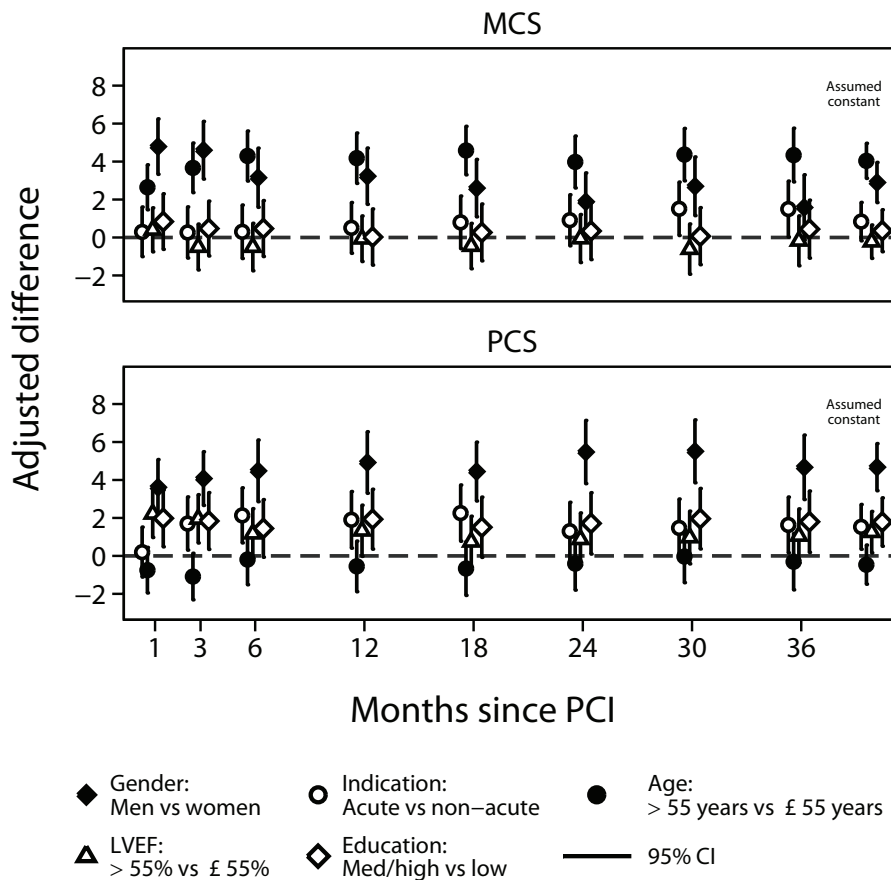 MCS
8
6
4
2
0
−2
Assumed
constant
Adjusted difference
PCS
8
6
4
2
0
−2
Assumed
constant
1 3 6 12 18 24 30 36
Months since PCI
Gender:
Men vs women
Indication:
Acute vs non−acute
Age:
> 55 years vs £ 55 years
LVEF:
> 55% vs £ 55%
Education:
Med/high vs low
95% CI